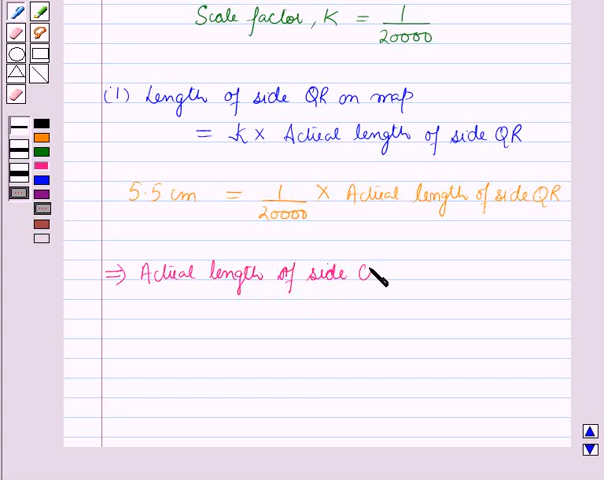 Scale factor, K = 1/20000
(i) Length of side QR on map
= K × Actual length of side QR
5.5 cm = 1/20000 × Actual length of side QR
⇒ Actual length of side